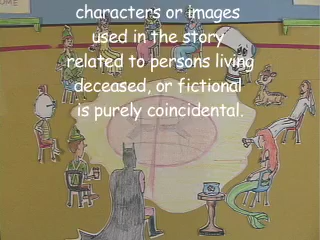 characters or images
used in the story
related to persons living
deceased, or fictional
is purely coincidental.